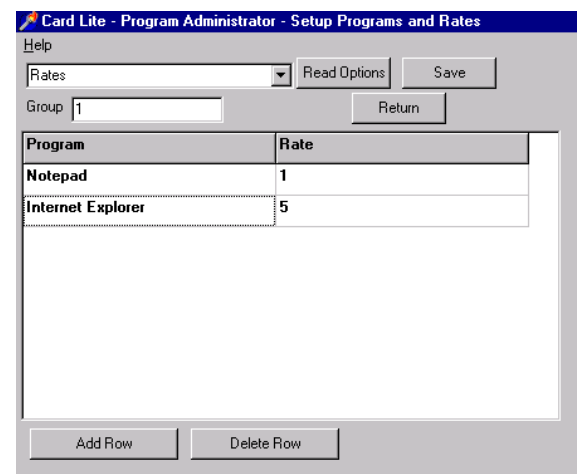 Card Lite - Program Administrator - Setup Programs and Rates
Help
Rates Read Options Save
Group 1 Return
Program Rate
Notepad 1
Internet Explorer 5
Add Row Delete Row